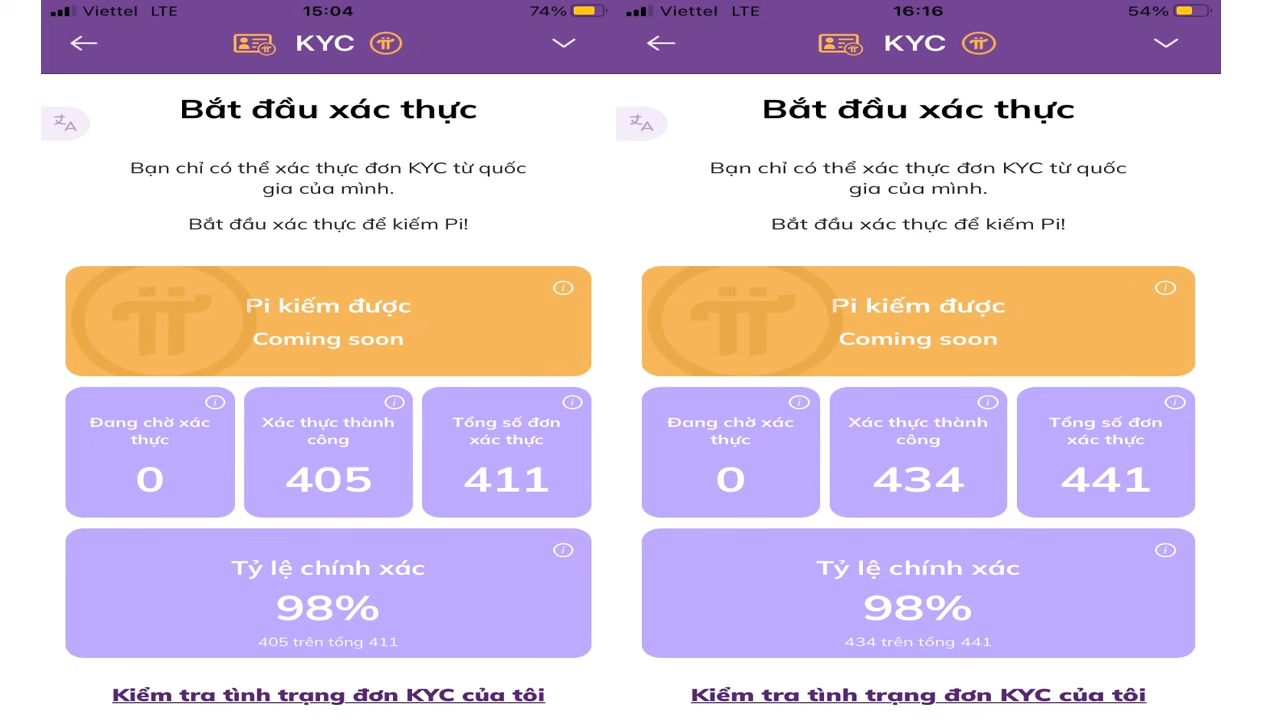 Viettel LTE 15:04 74%
KYC
Bắt đầu xác thực
Bạn chỉ có thể xác thực đơn KYC từ quốc
gia của mình.
Bắt đầu xác thực để kiếm Pi!
Pi kiếm được
Coming soon
Đang chờ xác
thực
0
Xác thực thành
công
405
Tổng số đơn
xác thực
411
Tỷ lệ chính xác
98%
405 trên tổng 411
Kiểm tra tình trạng đơn KYC của tôi
Viettel LTE 16:16 54%
KYC
Bắt đầu xác thực
Bạn chỉ có thể xác thực đơn KYC từ quốc
gia của mình.
Bắt đầu xác thực để kiếm Pi!
Pi kiếm được
Coming soon
Đang chờ xác
thực
0
Xác thực thành
công
434
Tổng số đơn
xác thực
441
Tỷ lệ chính xác
98%
434 trên tổng 441
Kiểm tra tình trạng đơn KYC của tôi